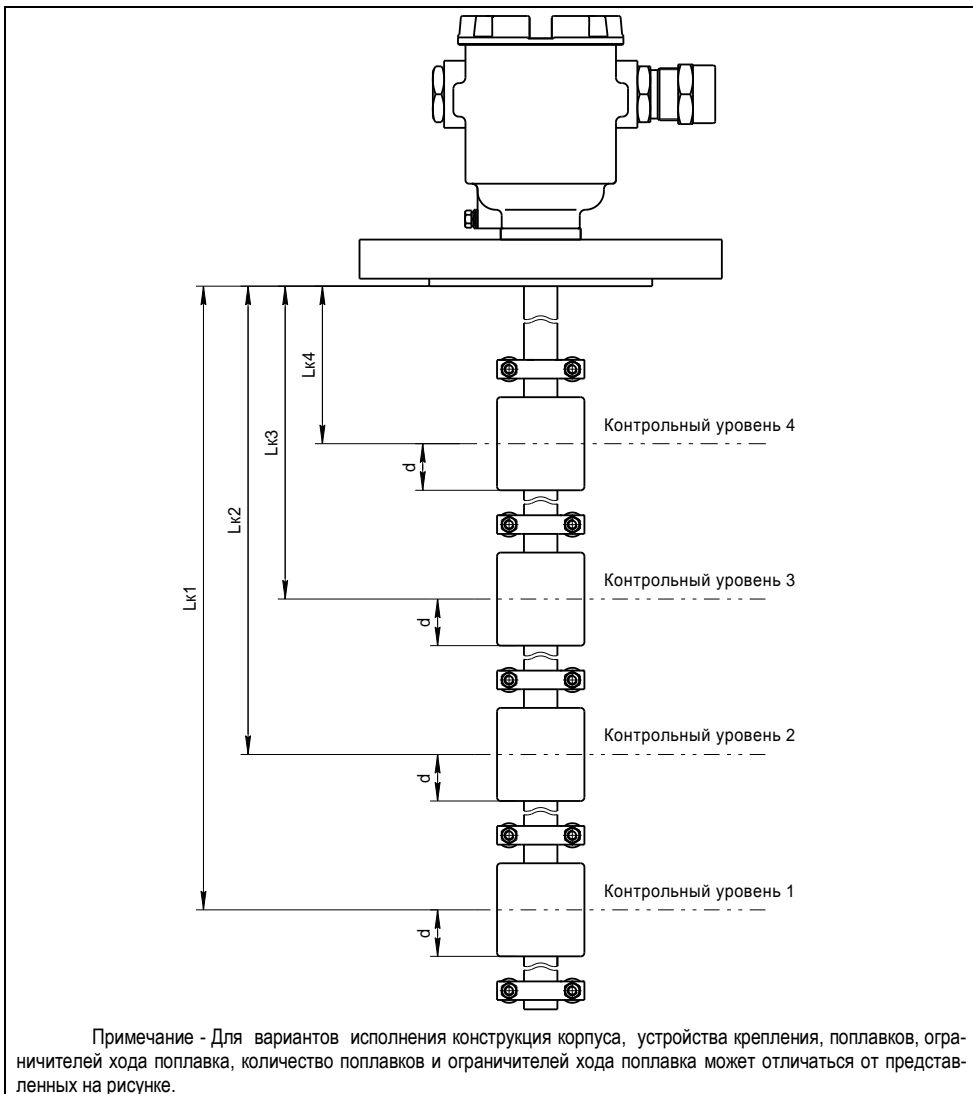 Lк4
Контрольный уровень 4
d
Lк3
Lк2
Контрольный уровень 3
Lк1
d
Контрольный уровень 2
d
Контрольный уровень 1
d
Примечание - Для вариантов исполнения конструкция корпуса, устройства крепления, поплавков, огра-
ничителей хода поплавка, количество поплавков и ограничителей хода поплавка может отличаться от представ-
ленных на рисунке.